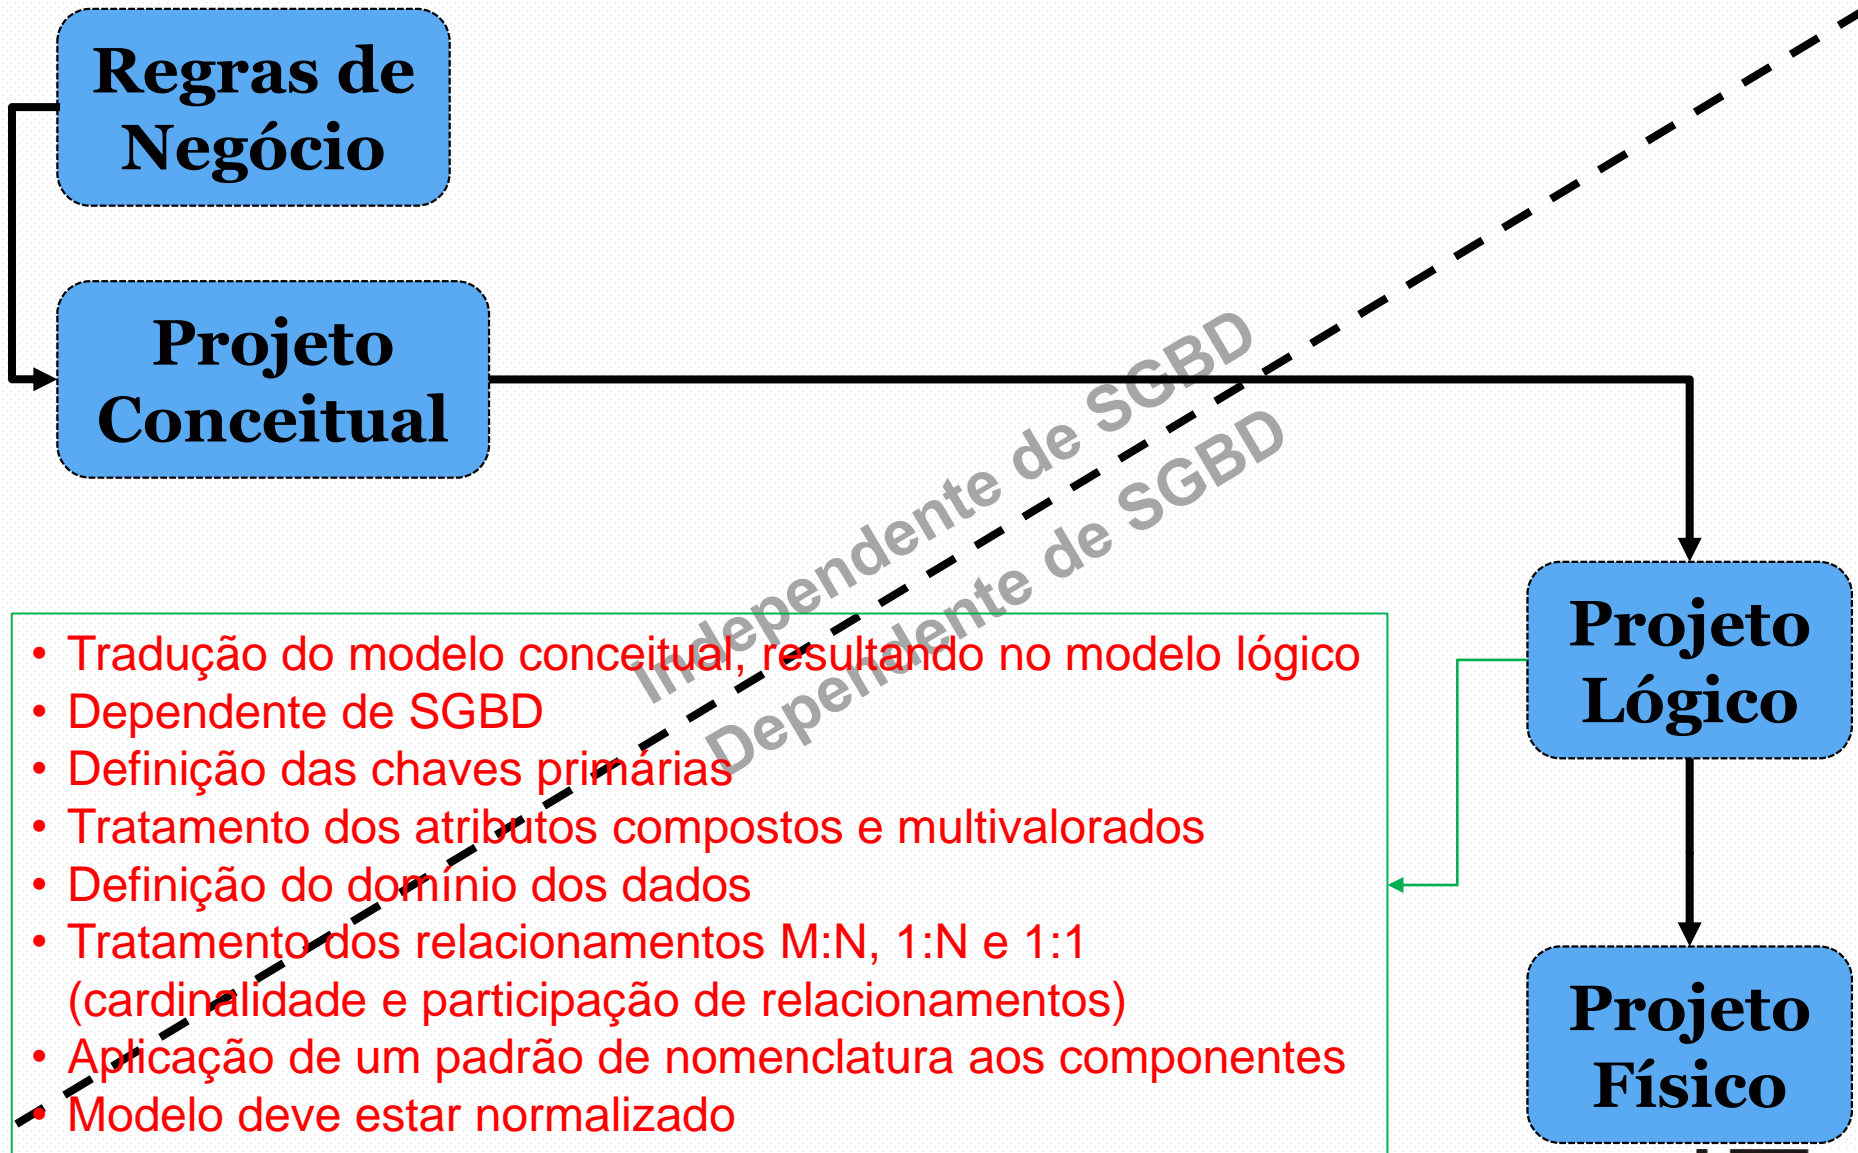 Regras de
Negócio
Projeto
Conceitual
Independente de SGBD
Dependente de SGBD
• Tradução do modelo conceitual, resultando no modelo lógico
• Dependente de SGBD
• Definição das chaves primárias
• Tratamento dos atributos compostos e multivalorados
• Definição do domínio dos dados
• Tratamento dos relacionamentos M:N, 1:N e 1:1
(cardinalidade e participação de relacionamentos)
• Aplicação de um padrão de nomenclatura aos componentes
• Modelo deve estar normalizado
Projeto
Lógico
Projeto
Físico